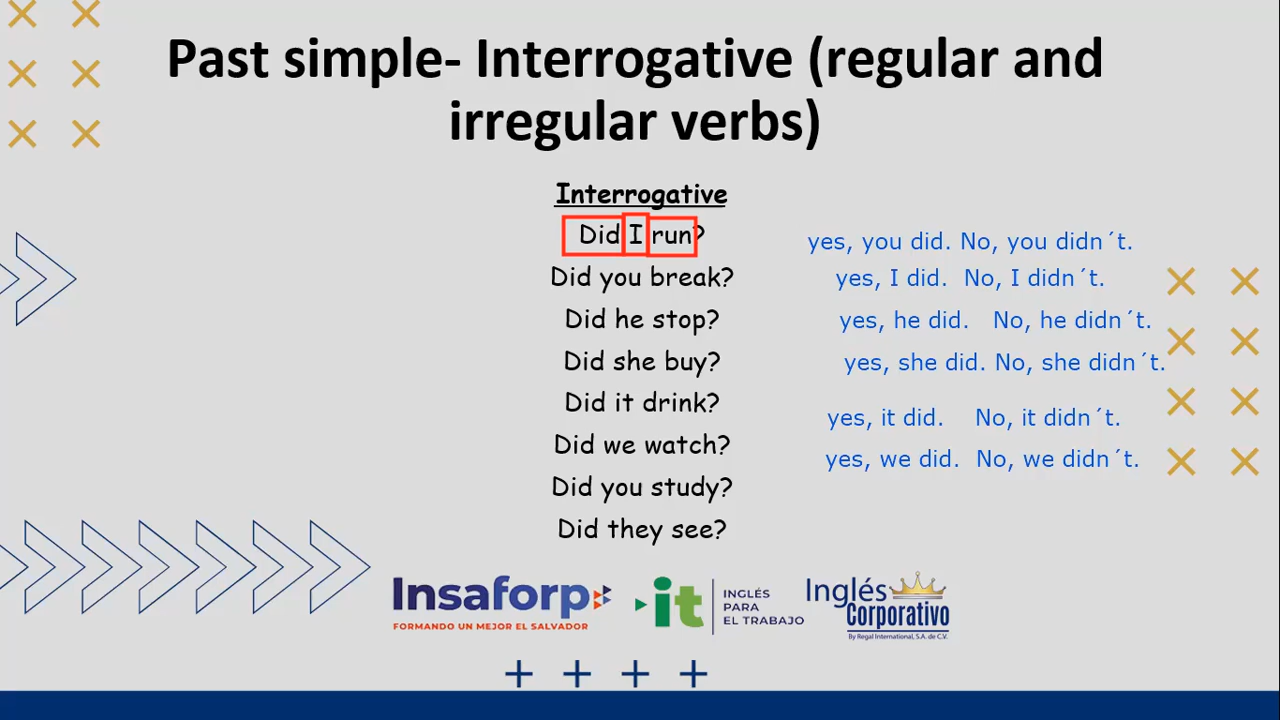 Past simple- Interrogative (regular and
irregular verbs)
Interrogative
Did I run?
yes, you did. No, you didn´t.
Did you break?
yes, I did. No, I didn´t.
Did he stop?
yes, he did. No, he didn´t.
Did she buy?
yes, she did. No, she didn´t.
Did it drink?
yes, it did. No, it didn´t.
Did we watch?
yes, we did. No, we didn´t.
Did you study?
Did they see?
Insaforp
FORMANDO UN MEJOR EL SALVADOR
it
INGLÉS
PARA
EL TRABAJO
Inglés
Corporativo
By Regal International, S.A. de C.V.